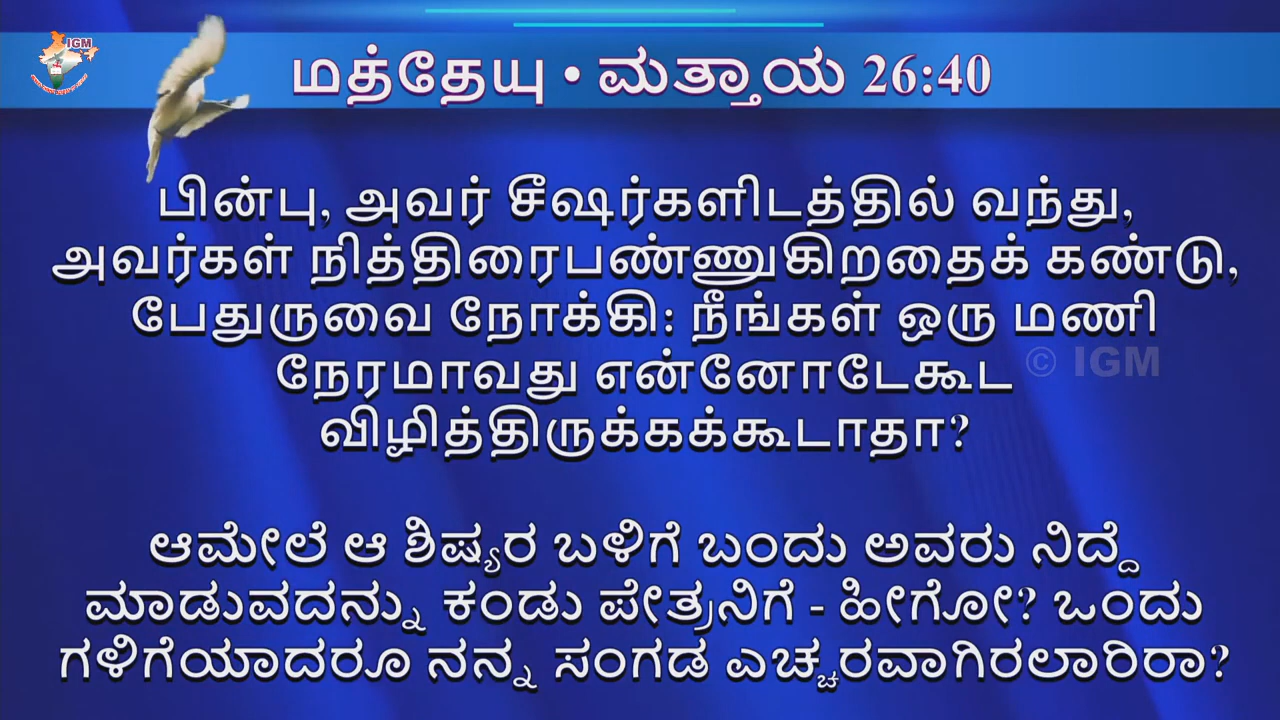 IGM
மத்தேயு • ಮತ್ತಾಯ 26:40
பின்பு, அவர் சீஷர்களிடத்தில் வந்து,
அவர்கள் நித்திரைபண்ணுகிறதைக் கண்டு,
பேதுருவை நோக்கி: நீங்கள் ஒரு மணி
நேரமாவது என்னோடேகூட
© IGM
விழித்திருக்கக்கூடாதா?
ಆಮೇಲೆ ಆ ಶಿಷ್ಯರ ಬಳಿಗೆ ಬಂದು ಅವರು ನಿದ್ದೆ
ಮಾಡುವದನ್ನು ಕಂಡು ಪೇತ್ರನಿಗೆ - ಹೀಗೋ? ಒಂದು
ಗಳಿಗೆಯಾದರೂ ನನ್ನ ಸಂಗಡ ಎಚ್ಚರವಾಗಿರಲಾರಿರಾ?